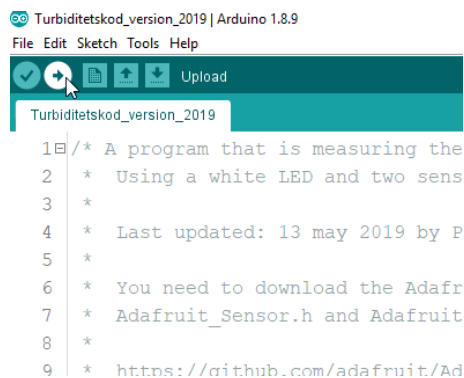 Turbiditetskod_version_2019 | Arduino 1.8.9
File Edit Sketch Tools Help
Upload
Turbiditetskod_version_2019
1 /* A program that is measuring the
2 * Using a white LED and two sens
3 *
4 * Last updated: 13 may 2019 by P
5 *
6 * You need to download the Adafr
7 * Adafruit_Sensor.h and Adafruit
8 *
9 * https://github.com/adafruit/Ad